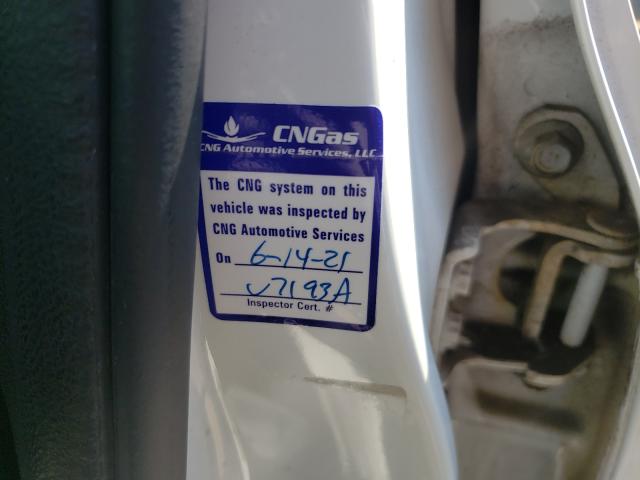 CNGas
CNG Automotive Services, LLC
The CNG system on this
vehicle was inspected by
CNG Automotive Services
On 6-14-21
V7193A
Inspector Cert. #